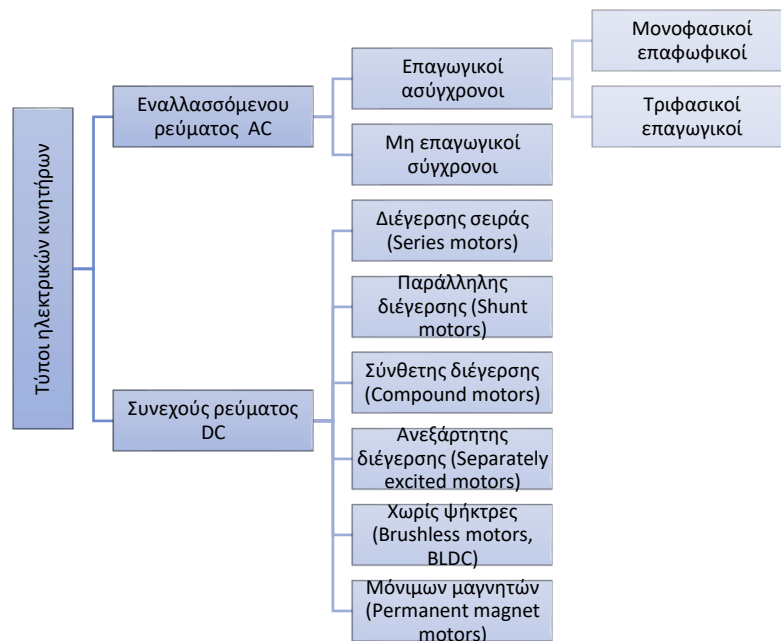 Τύποι ηλεκτρικών κινητήρων
Εναλλασσόμενου
ρεύματος AC
Επαγωγικοί
ασύγχρονοι
Μονοφασικοί
επαφωφικοί
Τριφασικοί
επαγωγικοί
Μη επαγωγικοί
σύγχρονοι
Συνεχούς ρεύματος
DC
Διέγερσης σειράς
(Series motors)
Παράλληλης
διέγερσης (Shunt
motors)
Σύνθετης διέγερσης
(Compound motors)
Ανεξάρτητης
διέγερσης (Separately
excited motors)
Χωρίς ψήκτρες
(Brushless motors,
BLDC)
Μόνιμων μαγνητών
(Permanent magnet
motors)